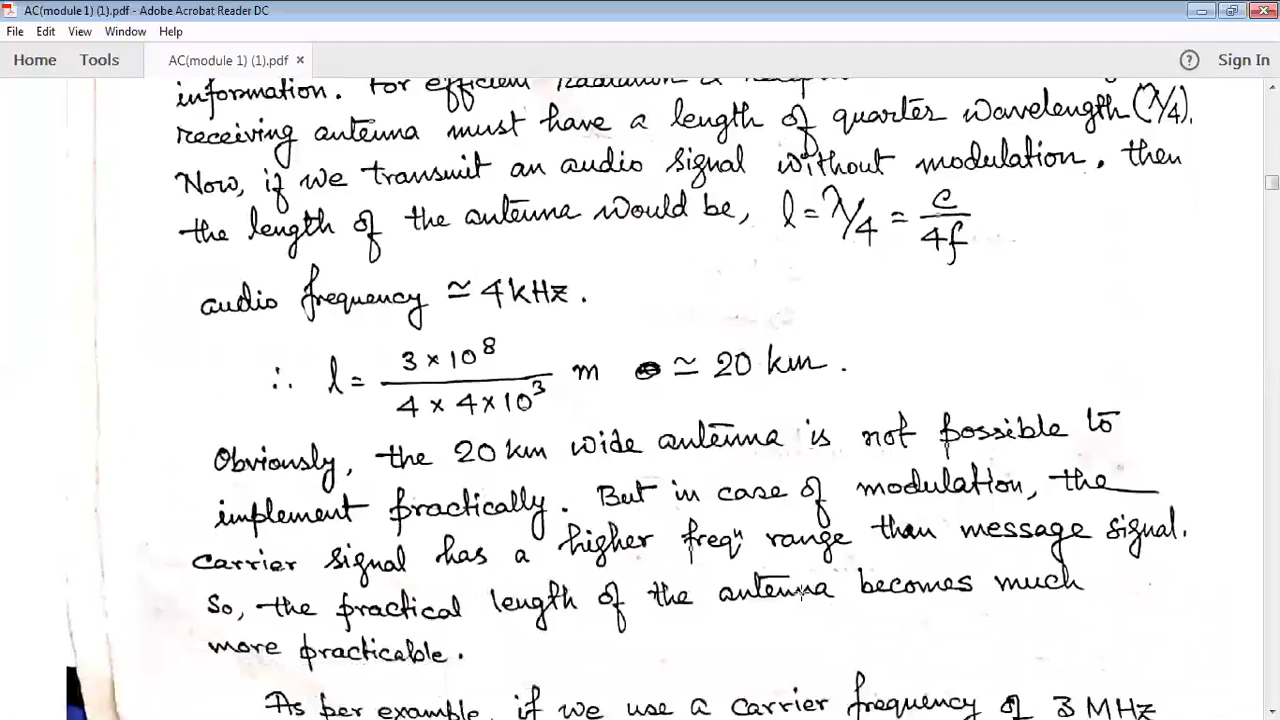 AC(module 1) (1).pdf - Adobe Acrobat Reader DC
File Edit View Window Help
Home Tools AC(module 1) (1).pdf × ? Sign In
information. For efficient radiation &
receiving antenna must have a length of quarter wavelength (λ/4).
Now, if we transmit an audio signal without modulation, then
the length of the antenna would be, l = λ/4 = c/4f
audio frequency ≃ 4kHz.
∴ l = 3 × 10⁸ / 4 × 4 × 10³ m ≃ 20 km.
Obviously, the 20 km wide antenna is not possible to
implement practically. But in case of modulation, the
carrier signal has a higher freqⁿ range than message signal.
So, the practical length of the antenna becomes much
more practicable.
As per example, if we use a carrier frequency of 3 MHz